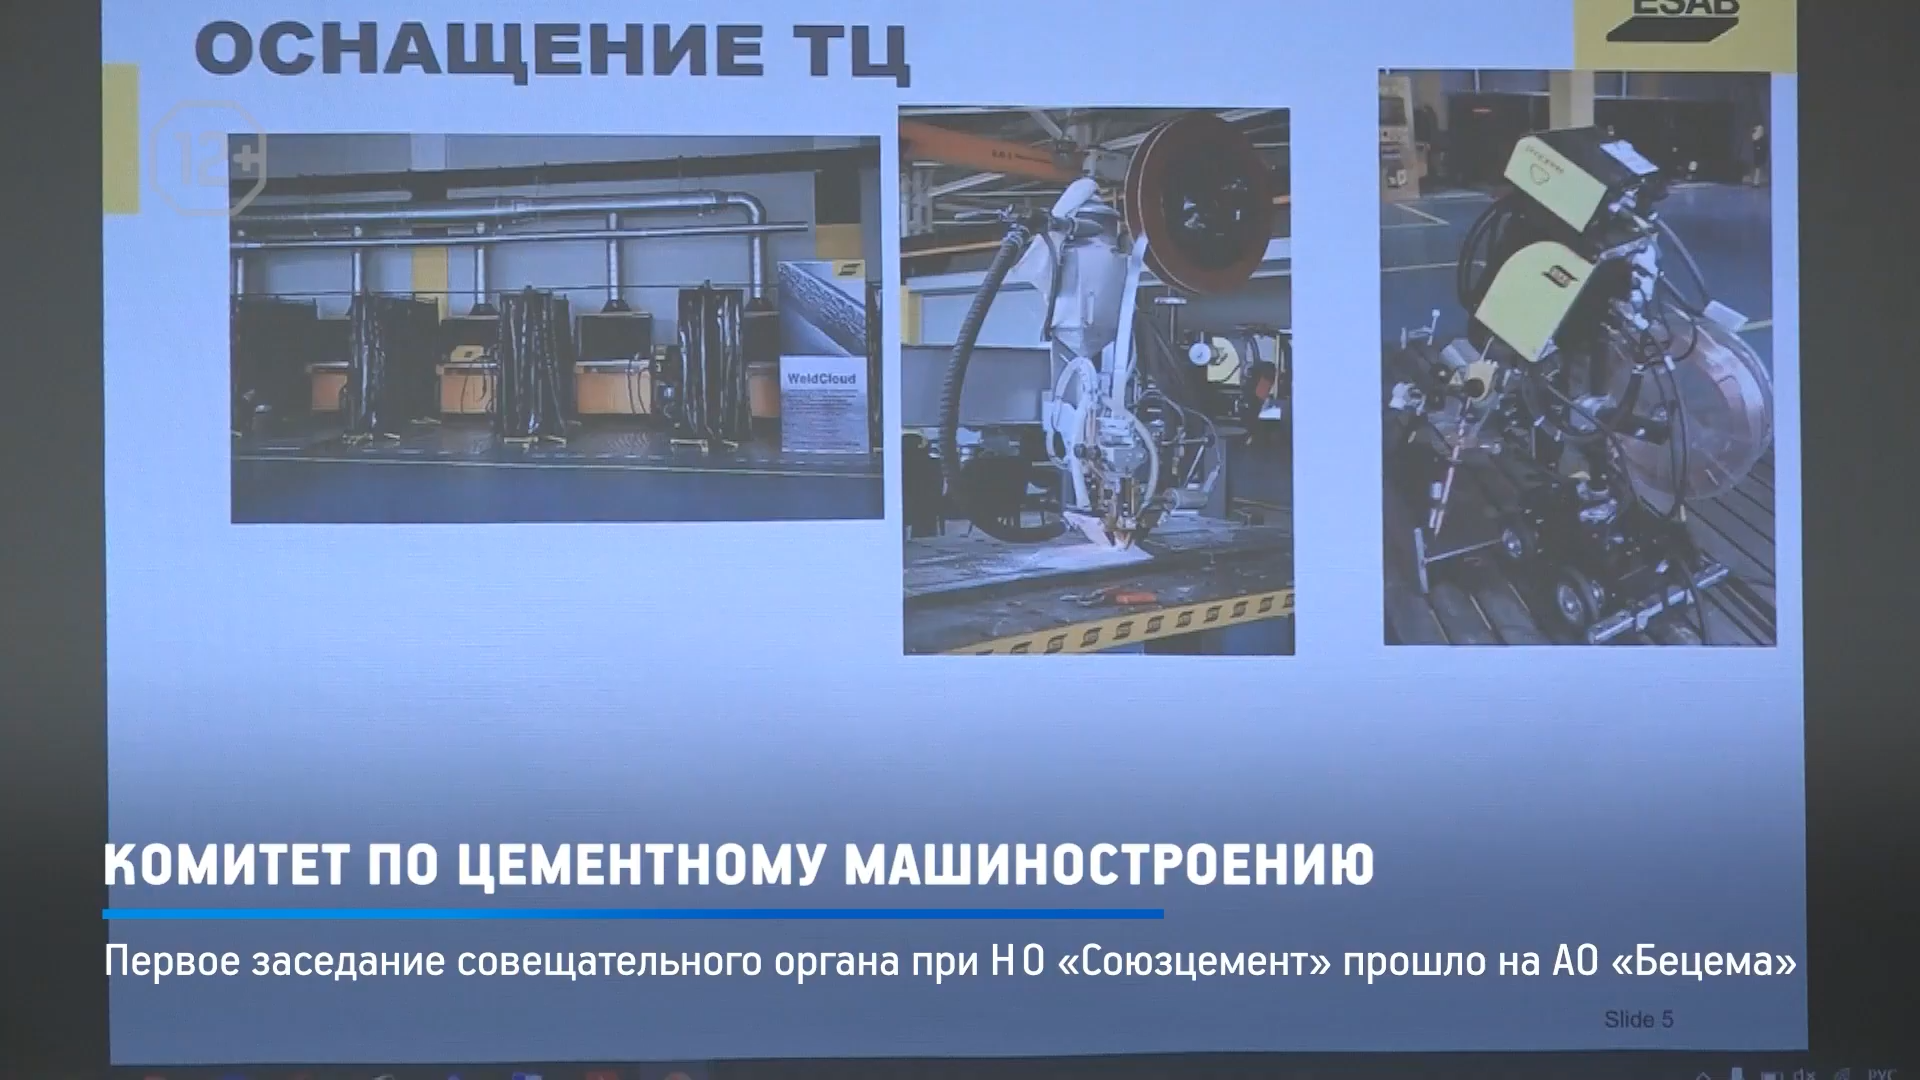 ESAB
ОСНАЩЕНИЕ ТЦ
12+
WeldCloud
КОМИТЕТ ПО ЦЕМЕНТНОМУ МАШИНОСТРОЕНИЮ
Первое заседание совещательного органа при НО «Союзцемент» прошло на АО «Бецема»
Slide 5
РУС